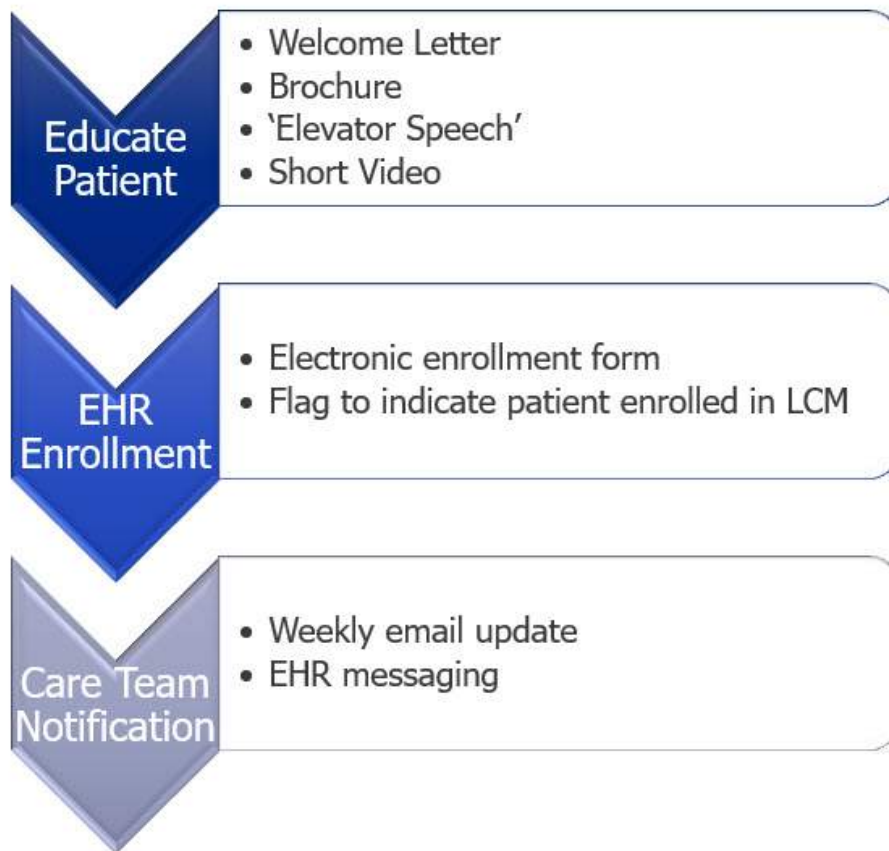 Educate
Patient
• Welcome Letter
• Brochure
• ‘Elevator Speech’
• Short Video
EHR
Enrollment
• Electronic enrollment form
• Flag to indicate patient enrolled in LCM
Care Team
Notification
• Weekly email update
• EHR messaging